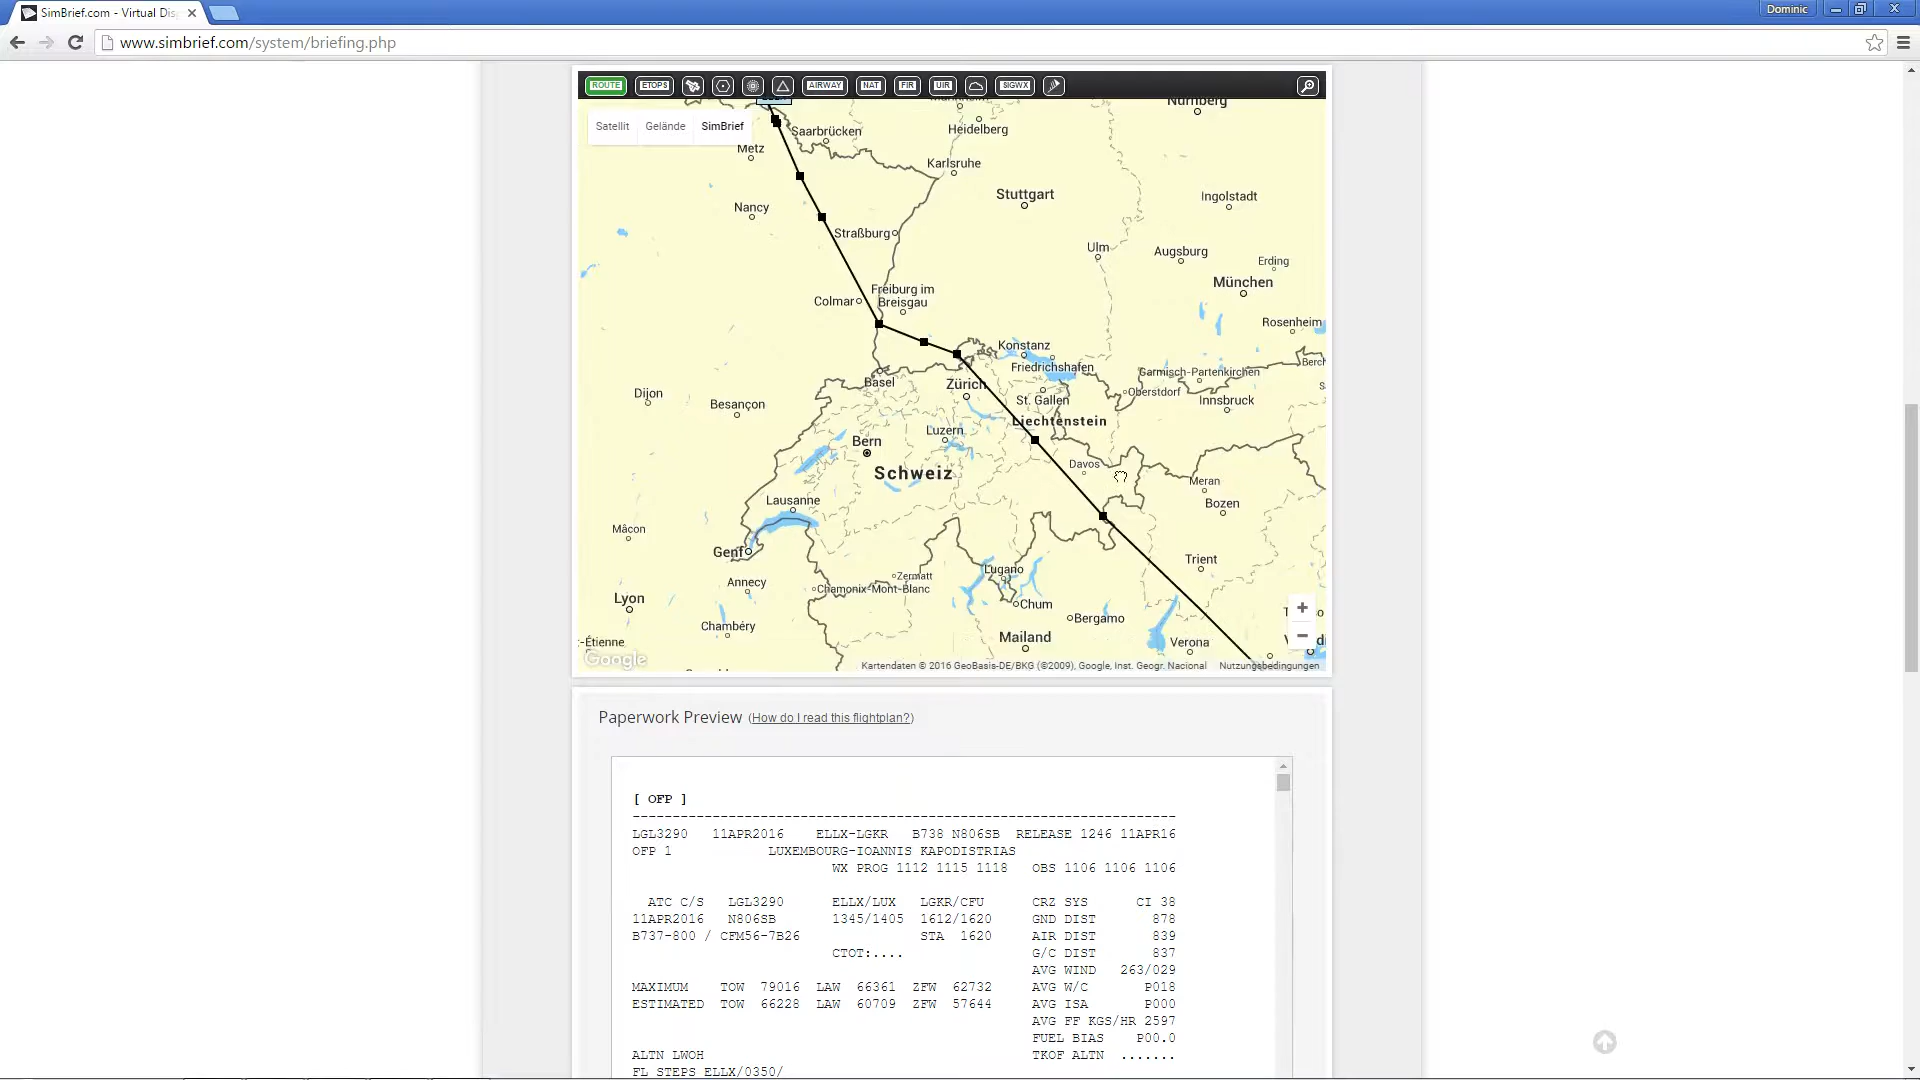 SimBrief.com - Virtual Dis
Dominic
www.simbrief.com/system/briefing.php
ROUTE ETOPS AIRWAY NAT FIR UIR SIGWX
Satellit Gelände SimBrief
Nürnberg
Saarbrücken
Heidelberg
Metz
Karlsruhe
Stuttgart
Ingolstadt
Nancy
Straßburg
Ulm
Augsburg
Erding
München
Freiburg im
Breisgau
Colmar
Rosenheim
Konstanz
Friedrichshafen
Garmisch-Partenkirchen
Berch
Basel
Zürich
Oberstdorf
Innsbruck
Dijon
Besançon
St. Gallen
Liechtenstein
Luzern
Bern
Schweiz
Davos
Meran
Bozen
Lausanne
Mâcon
Genf
Trient
Lugano
Zermatt
Annecy
Chamonix-Mont-Blanc
Lyon
Chum
Bergamo
Chambéry
Mailand
Verona
-Étienne
Google
Kartendaten © 2016 GeoBasis-DE/BKG (©2009), Google, Inst. Geogr. Nacional Nutzungsbedingungen
Paperwork Preview (How do I read this flightplan?)
[ OFP ]
--------------------------------------------------------------------
LGL3290 11APR2016 ELLX-LGKR B738 N806SB RELEASE 1246 11APR16
OFP 1 LUXEMBOURG-IOANNIS KAPODISTRIAS
WX PROG 1112 1115 1118 OBS 1106 1106 1106
ATC C/S LGL3290 ELLX/LUX LGKR/CFU CRZ SYS CI 38
11APR2016 N806SB 1345/1405 1612/1620 GND DIST 878
B737-800 / CFM56-7B26 STA 1620 AIR DIST 839
CTOT:.... G/C DIST 837
AVG WIND 263/029
MAXIMUM TOW 79016 LAW 66361 ZFW 62732 AVG W/C P018
ESTIMATED TOW 66228 LAW 60709 ZFW 57644 AVG ISA P000
AVG FF KGS/HR 2597
FUEL BIAS P00.0
ALTN LWOH TKOF ALTN .......
FL STEPS ELLX/0350/